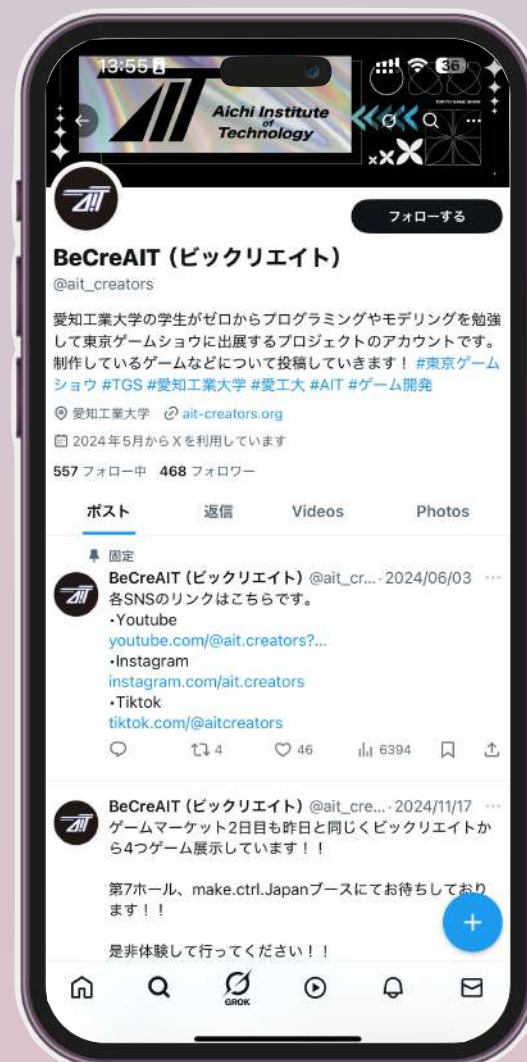 13:55
36
AIT
Aichi Institute
of
Technology
TOKYO GAME SHOW
AIT
フォローする
BeCreAIT（ビックリエイト）
@ait_creators
愛知工業大学の学生がゼロからプログラミングやモデリングを勉強
して東京ゲームショウに出展するプロジェクトのアカウントです。
制作しているゲームなどについて投稿していきます！ #東京ゲーム
ショウ #TGS #愛知工業大学 #愛工大 #AIT #ゲーム開発
愛知工業大学 ait-creators.org
2024年5月からXを利用しています
557 フォロー中 468 フォロワー
ポスト 返信 Videos Photos
固定
BeCreAIT（ビックリエイト）@ait_cr... · 2024/06/03 ...
各SNSのリンクはこちらです。
・Youtube
youtube.com/@ait.creators?...
・Instagram
instagram.com/ait.creators
・Tiktok
tiktok.com/@aitcreators
4 46 6394
BeCreAIT（ビックリエイト）@ait_cre... · 2024/11/17 ...
ゲームマーケット2日目も昨日と同じくビックリエイトか
ら4つゲーム展示しています！！
第7ホール、make.ctrl.Japanブースにてお待ちしており
ます！！
是非体験して行ってください！！
GROK